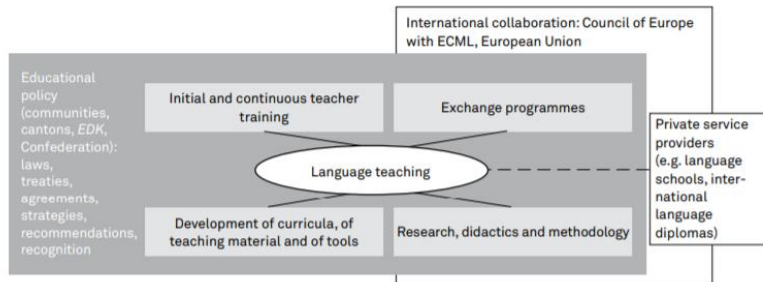 International collaboration: Council of Europe
with ECML, European Union
Educational
policy
(communities,
cantons, EDK,
Confederation):
laws,
treaties,
agreements,
strategies,
recommendations,
recognition
Initial and continuous teacher
training
Exchange programmes
Language teaching
Development of curricula, of
teaching material and of tools
Research, didactics and methodology
Private service
providers
(e.g. language
schools, inter-
national
language
diplomas)